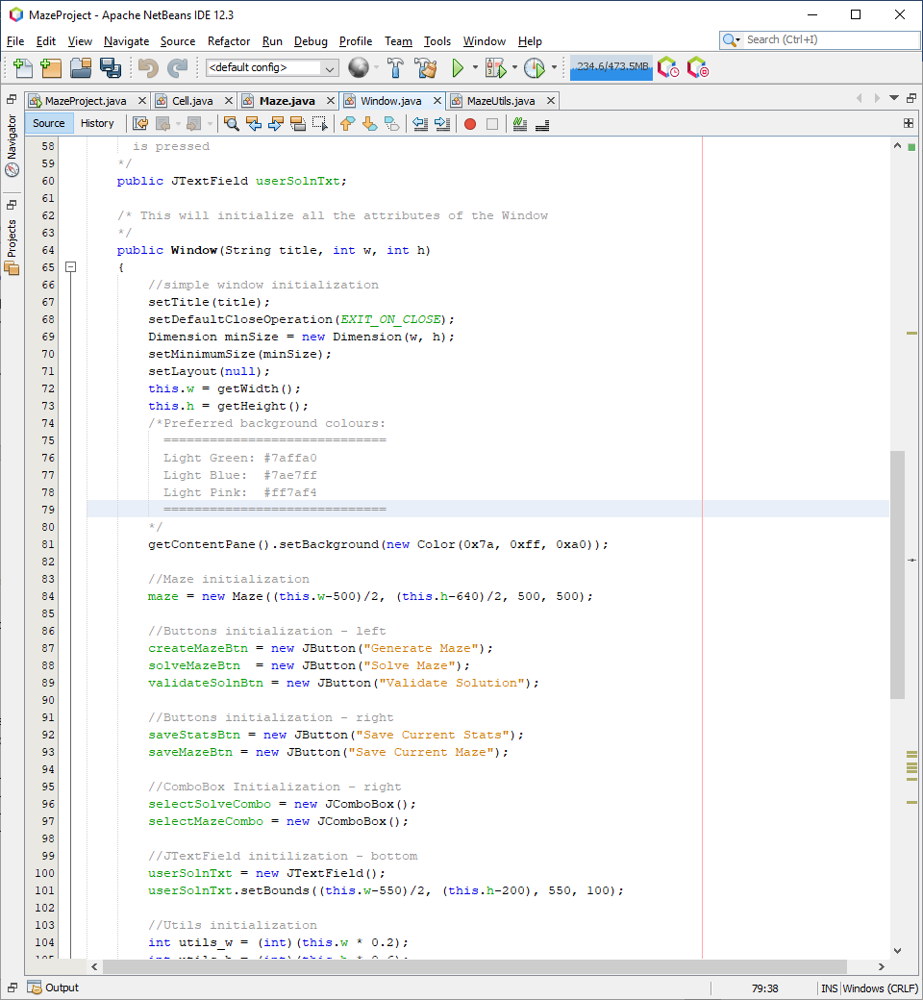 MazeProject - Apache NetBeans IDE 12.3
File Edit View Navigate Source Refactor Run Debug Profile Team Tools Window Help
Search (Ctrl+I)
<default config>
234.6/473.5MB
MazeProject.java Cell.java Maze.java Window.java MazeUtils.java
Source History
Navigator
Projects
58 is pressed
59 */
60 public JTextField userSolnTxt;
61
62 /* This will initialize all the attributes of the Window
63 */
64 public Window(String title, int w, int h)
65 {
66 //simple window initialization
67 setTitle(title);
68 setDefaultCloseOperation(EXIT_ON_CLOSE);
69 Dimension minSize = new Dimension(w, h);
70 setMinimumSize(minSize);
71 setLayout(null);
72 this.w = getWidth();
73 this.h = getHeight();
74 /*Preferred background colours:
75 =============================
76 Light Green: #7affa0
77 Light Blue:  #7ae7ff
78 Light Pink:  #ff7af4
79 =============================
80 */
81 getContentPane().setBackground(new Color(0x7a, 0xff, 0xa0));
82
83 //Maze initialization
84 maze = new Maze((this.w-500)/2, (this.h-640)/2, 500, 500);
85
86 //Buttons initialization - left
87 createMazeBtn = new JButton("Generate Maze");
88 solveMazeBtn  = new JButton("Solve Maze");
89 validateSolnBtn = new JButton("Validate Solution");
90
91 //Buttons initialization - right
92 saveStatsBtn = new JButton("Save Current Stats");
93 saveMazeBtn = new JButton("Save Current Maze");
94
95 //ComboBox Initialization - right
96 selectSolveCombo = new JComboBox();
97 selectMazeCombo = new JComboBox();
98
99 //JTextField initilization - bottom
100 userSolnTxt = new JTextField();
101 userSolnTxt.setBounds((this.w-550)/2, (this.h-200), 550, 100);
102
103 //Utils initialization
104 int utils_w = (int)(this.w * 0.2);
Output
79:38 INS Windows (CRLF)